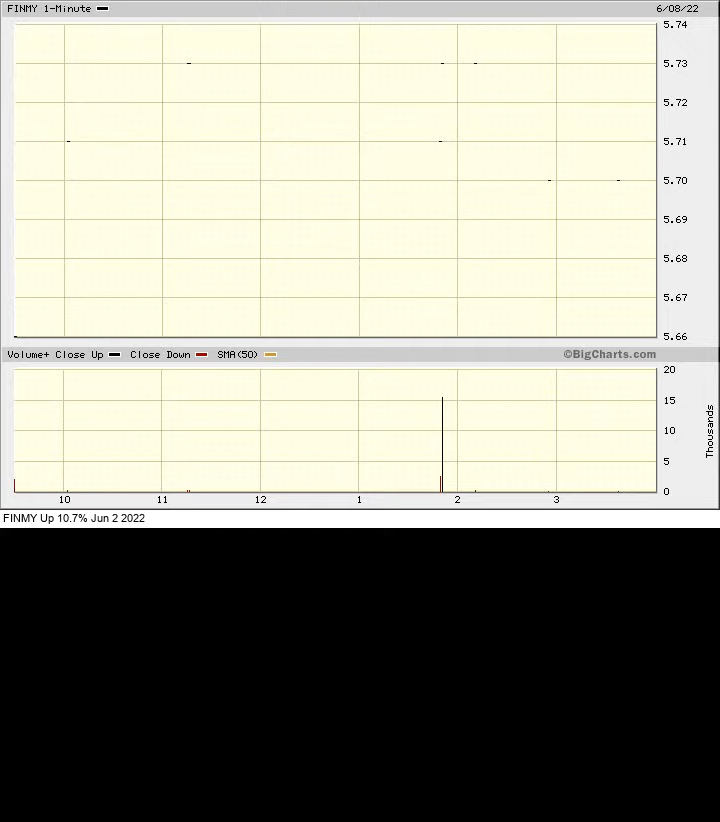 FINMY 1-Minute 6/08/22
5.74
5.73
5.72
5.71
5.70
5.69
5.68
5.67
5.66
Volume+ Close Up Close Down SMA(50) ©BigCharts.com
20
15
10
5
0
Thousands
10 11 12 1 2 3
FINMY Up 10.7% Jun 2 2022